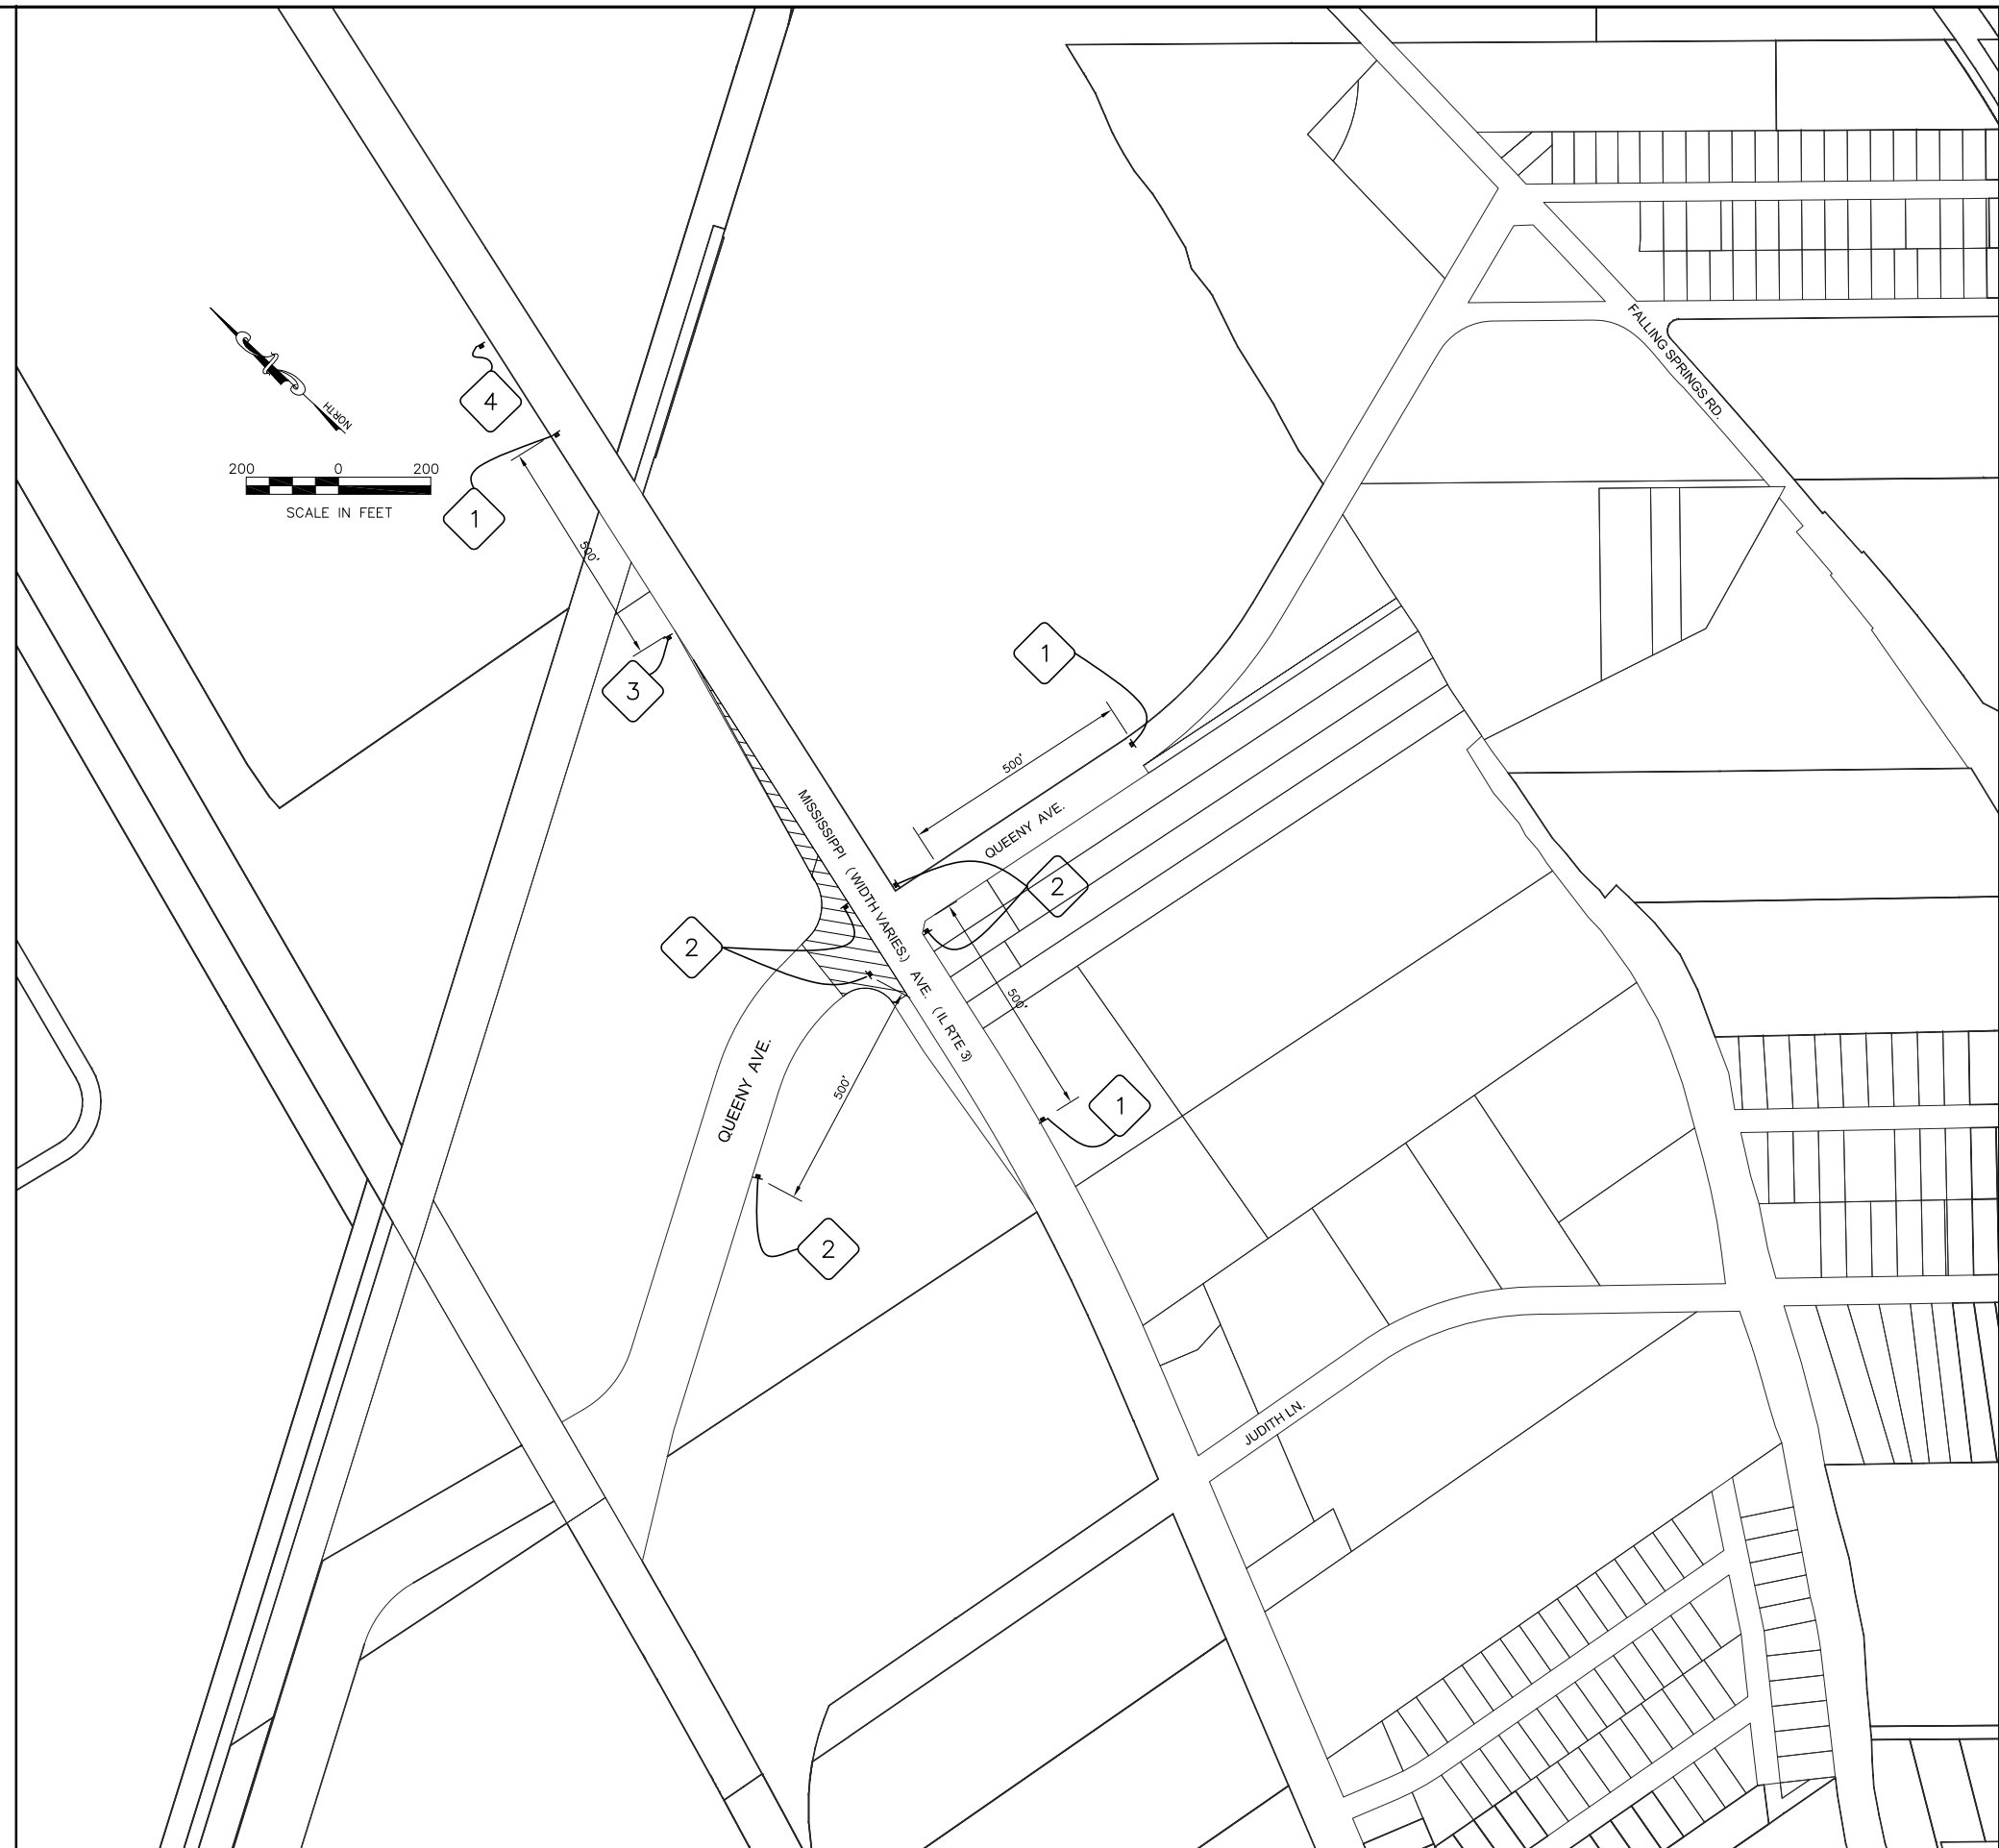 FALLING SPRINGS RD.
NORTH
4
200 0 200
SCALE IN FEET
1
500'
1
3
500'
MISSISSIPPI (WIDTH VARIES.) AVE. (IL RTE 3)
QUEENY AVE.
2
2
500'
QUEENY AVE.
500'
1
2
JUDITH LN.